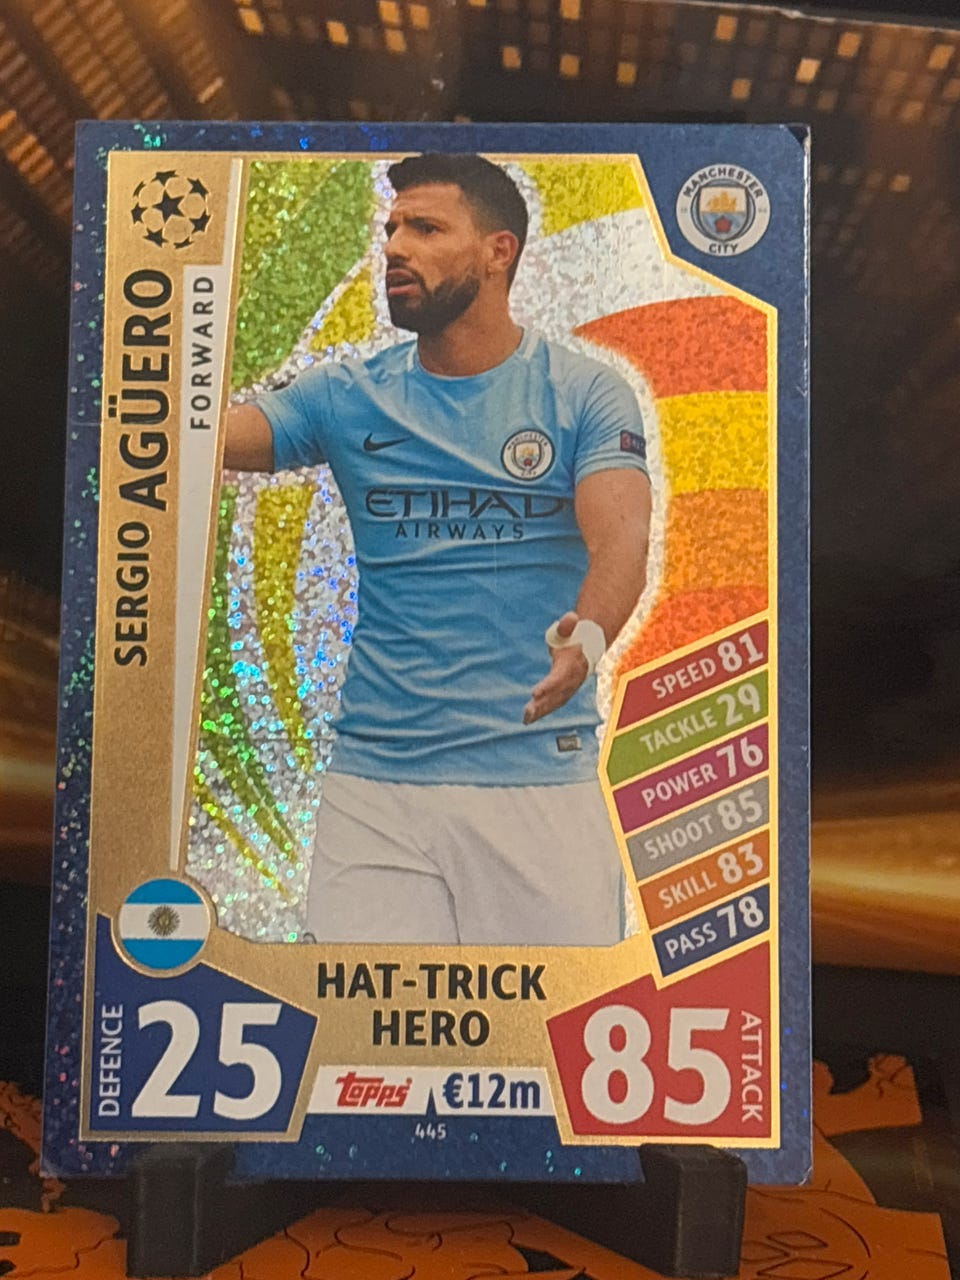 MANCHESTER
CITY
SERGIO AGÜERO
FORWARD
ETIHAD
AIRWAYS
SPEED 81
TACKLE 29
POWER 76
SHOOT 85
SKILL 83
PASS 78
HAT-TRICK
HERO
DEFENCE 25
85 ATTACK
topps €12m
445